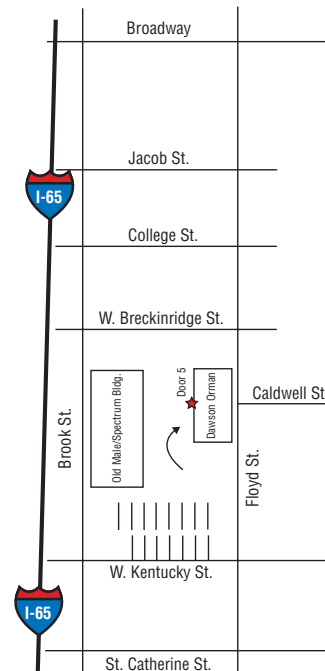 Broadway
Jacob St.
I-65
College St.
W. Breckinridge St.
Door 5
Dawson Orman
Old Male/Spectrum Bldg.
Caldwell St
Brook St.
Floyd St.
W. Kentucky St.
I-65
St. Catherine St.